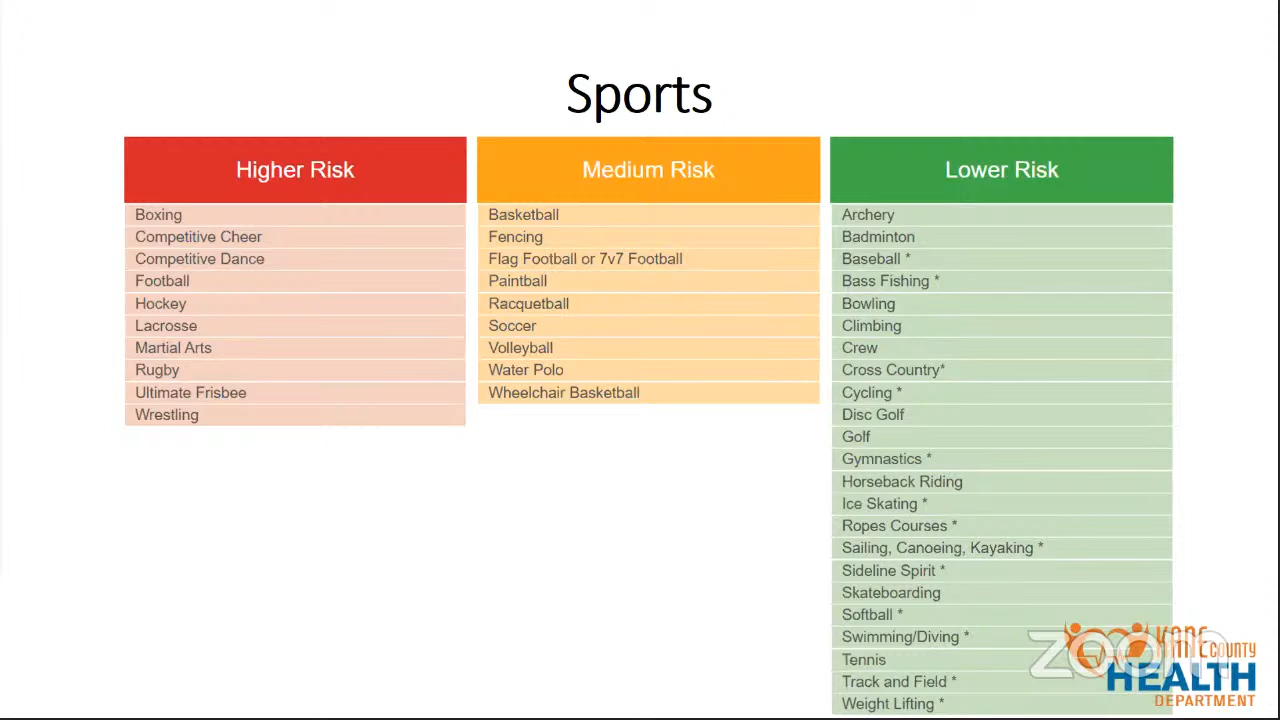 Sports
Higher Risk
Boxing
Competitive Cheer
Competitive Dance
Football
Hockey
Lacrosse
Martial Arts
Rugby
Ultimate Frisbee
Wrestling
Medium Risk
Basketball
Fencing
Flag Football or 7v7 Football
Paintball
Racquetball
Soccer
Volleyball
Water Polo
Wheelchair Basketball
Lower Risk
Archery
Badminton
Baseball *
Bass Fishing *
Bowling
Climbing
Crew
Cross Country*
Cycling *
Disc Golf
Golf
Gymnastics *
Horseback Riding
Ice Skating *
Ropes Courses *
Sailing, Canoeing, Kayaking *
Sideline Spirit *
Skateboarding
Softball *
Swimming/Diving *
Tennis
Track and Field *
Weight Lifting *
zoom
KANE COUNTY
HEALTH
DEPARTMENT